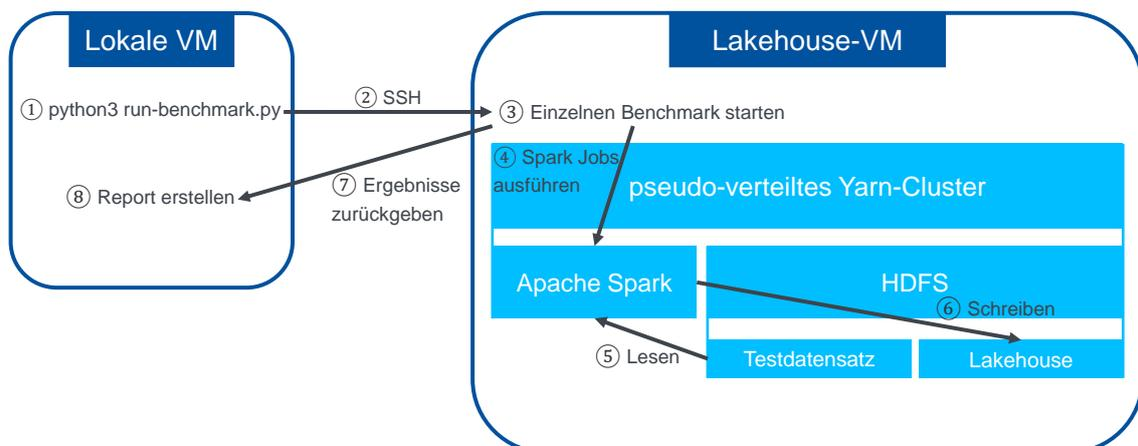 Lokale VM
Lakehouse-VM
① python3 run-benchmark.py
② SSH
③ Einzelnen Benchmark starten
④ Spark Jobs
ausführen
pseudo-verteiltes Yarn-Cluster
⑦ Ergebnisse
zurückgeben
⑧ Report erstellen
Apache Spark
HDFS
⑥ Schreiben
⑤ Lesen
Testdatensatz
Lakehouse